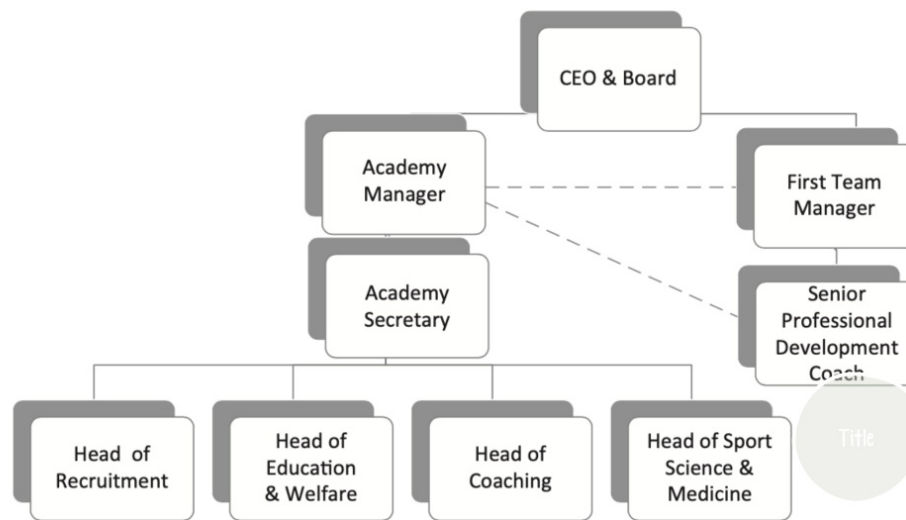 CEO & Board
Academy
Manager
First Team
Manager
Academy
Secretary
Senior
Professional
Development
Coach
Head of
Recruitment
Head of
Education
& Welfare
Head of
Coaching
Head of Sport
Science &
Medicine
Title